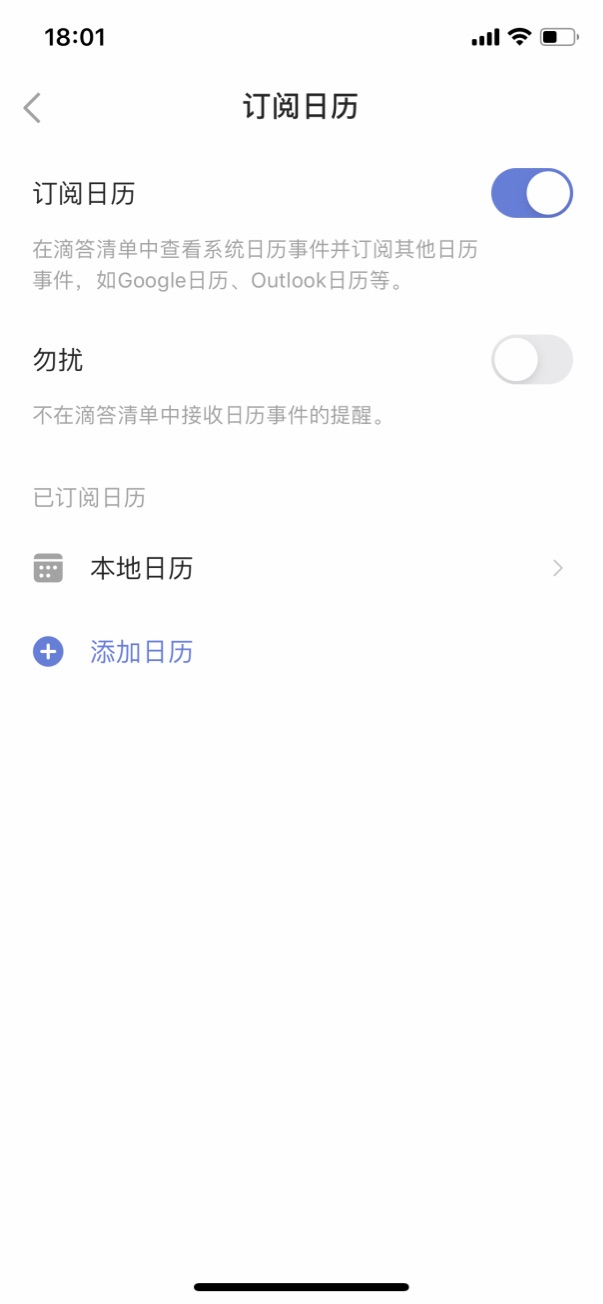 18:01
订阅日历
订阅日历
在滴答清单中查看系统日历事件并订阅其他日历
事件，如Google日历、Outlook日历等。
勿扰
不在滴答清单中接收日历事件的提醒。
已订阅日历
本地日历
添加日历